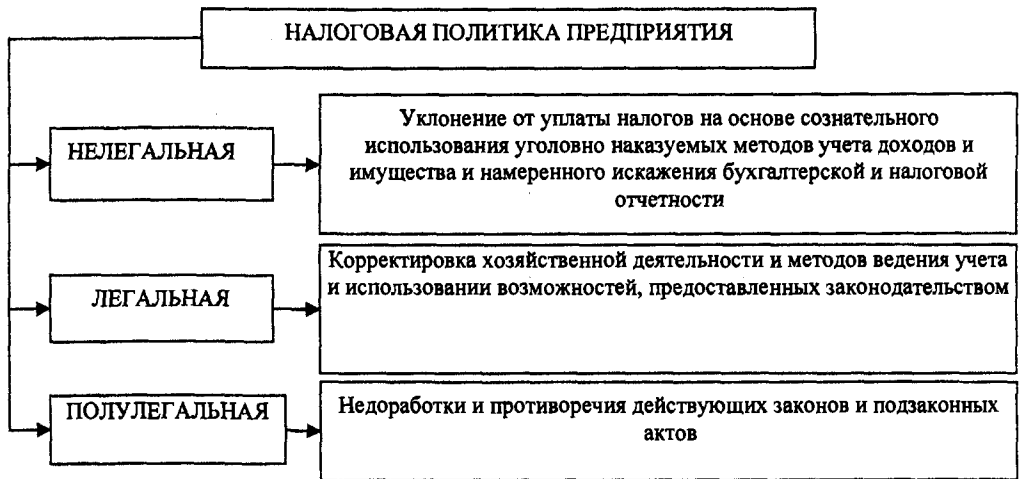 НАЛОГОВАЯ ПОЛИТИКА ПРЕДПРИЯТИЯ
НЕЛЕГАЛЬНАЯ
Уклонение от уплаты налогов на основе сознательного
использования уголовно наказуемых методов учета доходов и
имущества и намеренного искажения бухгалтерской и налоговой
отчетности
ЛЕГАЛЬНАЯ
Корректировка хозяйственной деятельности и методов ведения учета
и использовании возможностей, предоставленных законодательством
ПОЛУЛЕГАЛЬНАЯ
Недоработки и противоречия действующих законов и подзаконных
актов